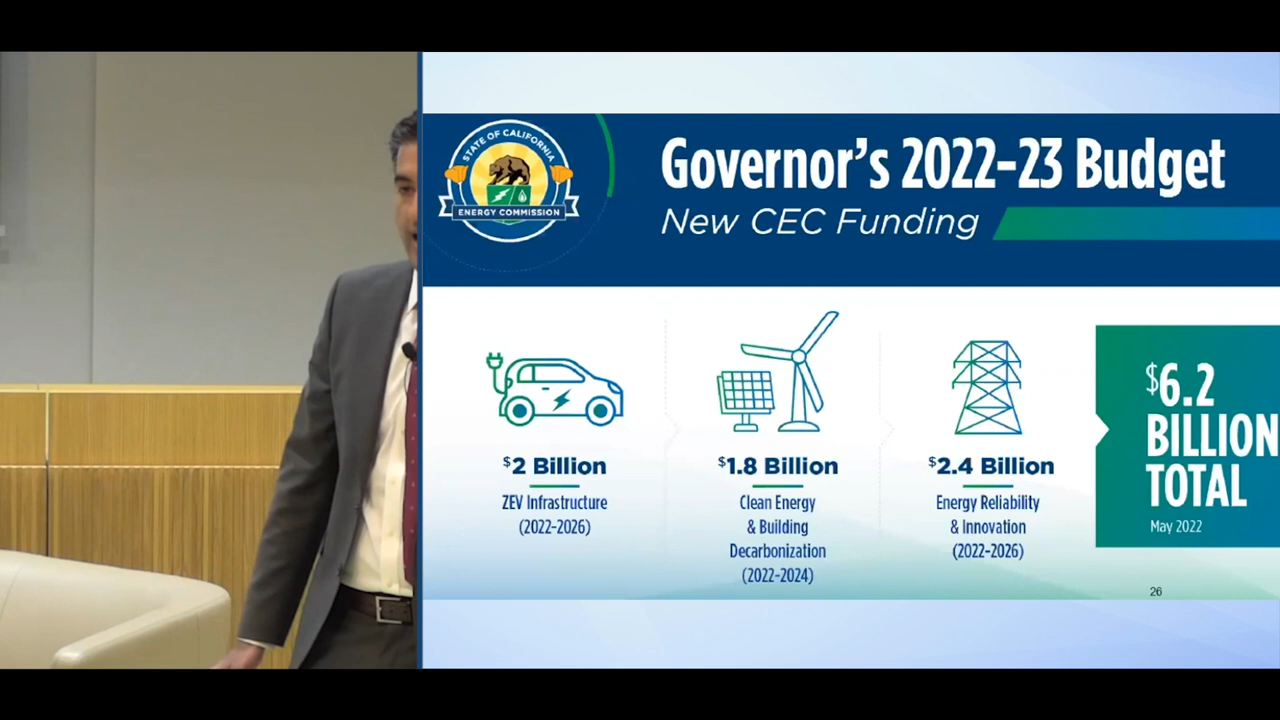 STATE OF CALIFORNIA
ENERGY COMMISSION
Governor's 2022-23 Budget
New CEC Funding
$2 Billion
ZEV Infrastructure
(2022-2026)
$1.8 Billion
Clean Energy
& Building
Decarbonization
(2022-2024)
$2.4 Billion
Energy Reliability
& Innovation
(2022-2026)
$6.2
BILLION
TOTAL
May 2022
26